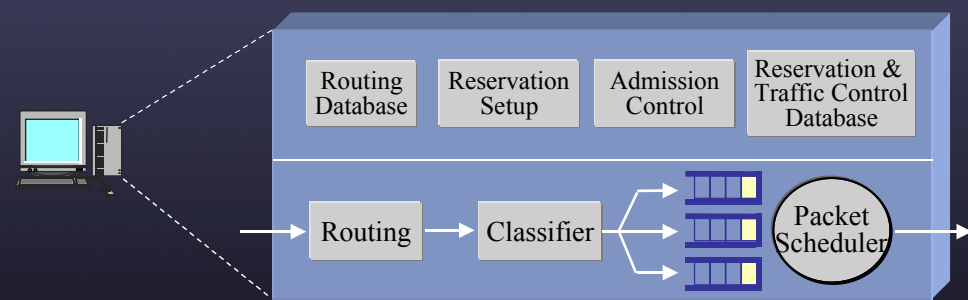 Routing
Database
Reservation
Setup
Admission
Control
Reservation &
Traffic Control
Database
Routing
Classifier
Packet
Scheduler